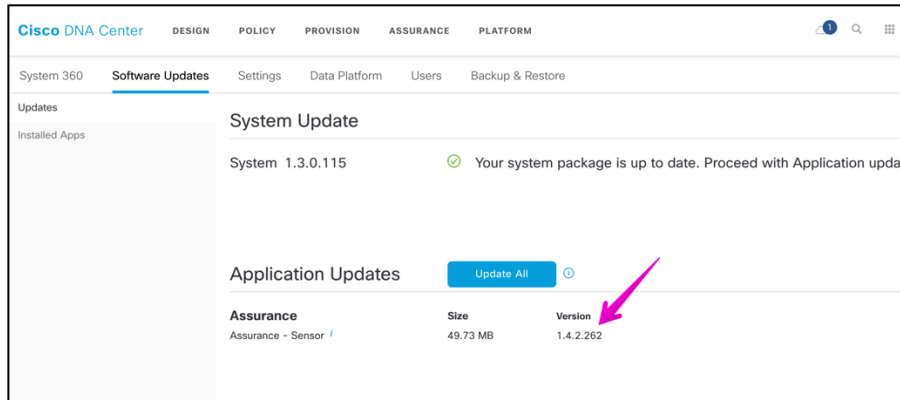 Cisco DNA Center DESIGN POLICY PROVISION ASSURANCE PLATFORM 1
System 360 Software Updates Settings Data Platform Users Backup & Restore
Updates
Installed Apps
System Update
System 1.3.0.115 Your system package is up to date. Proceed with Application upda
Application Updates Update All i
Assurance Size Version
Assurance - Sensor i 49.73 MB 1.4.2.262